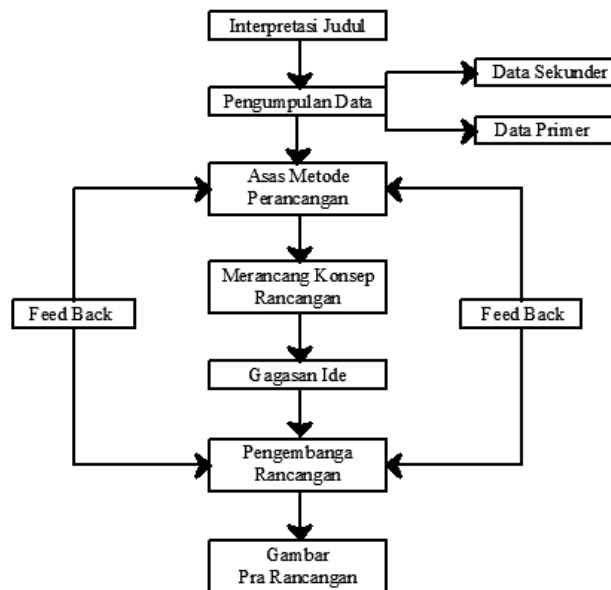 Interpretasi Judul
Data Sekunder
Pengumpulan Data
Data Primer
Asas Metode
Perancangan
Merancang Konsep
Rancangan
Feed Back
Feed Back
Gagasan Ide
Pengembanga
Rancangan
Gambar
Pra Rancangan